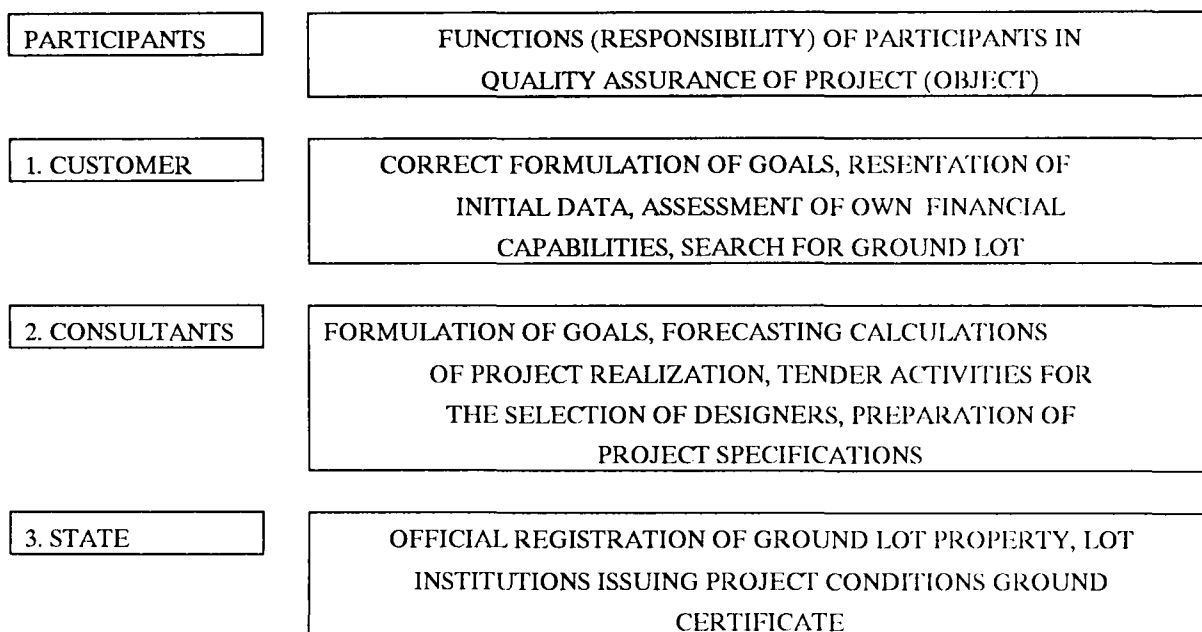 PARTICIPANTS
FUNCTIONS (RESPONSIBILITY) OF PARTICIPANTS IN
QUALITY ASSURANCE OF PROJECT (OBJECT)
1. CUSTOMER
CORRECT FORMULATION OF GOALS, RESENTATION OF
INITIAL DATA, ASSESSMENT OF OWN FINANCIAL
CAPABILITIES, SEARCH FOR GROUND LOT
2. CONSULTANTS
FORMULATION OF GOALS, FORECASTING CALCULATIONS
OF PROJECT REALIZATION, TENDER ACTIVITIES FOR
THE SELECTION OF DESIGNERS, PREPARATION OF
PROJECT SPECIFICATIONS
3. STATE
OFFICIAL REGISTRATION OF GROUND LOT PROPERTY, LOT
INSTITUTIONS ISSUING PROJECT CONDITIONS GROUND
CERTIFICATE